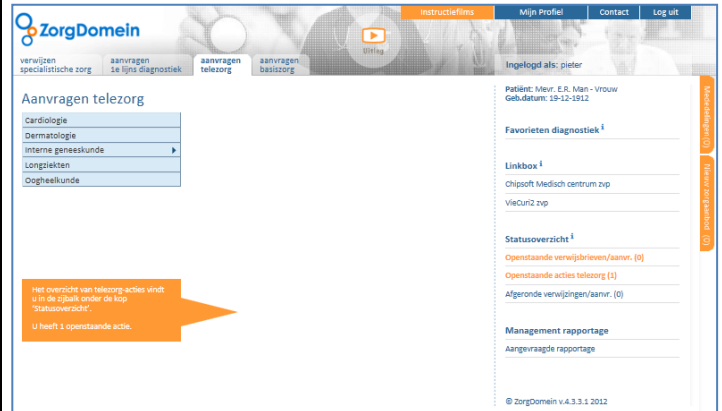 ZorgDomein
Instructiefilms
Mijn Profiel
Contact
Log uit
Uitleg
verwijzen
specialistische zorg
aanvragen
1e lijns diagnostiek
aanvragen
telezorg
aanvragen
basiszorg
Ingelogd als: pieter
Aanvragen telezorg
Cardiologie
Dermatologie
Interne geneeskunde
Longziekten
Oogheelkunde
Het overzicht van telezorg-acties vindt
u in de zijbalk onder de kop
'Statusoverzicht'.
U heeft 1 openstaande actie.
Patiënt: Mevr. E.R. Man - Vrouw
Geb.datum: 19-12-1912
Favorieten diagnostiek i
Linkbox i
Chipsoft Medisch centrum zvp
VieCuri2 zvp
Statusoverzicht i
Openstaande verwijsbrieven/aanvr. (0)
Openstaande acties telezorg (1)
Afgeronde verwijzingen/aanvr. (0)
Management rapportage
Aangevraagde rapportage
© ZorgDomein v.4.3.3.1 2012
Mededelingen (0)
Nieuw zorgaanbod (0)